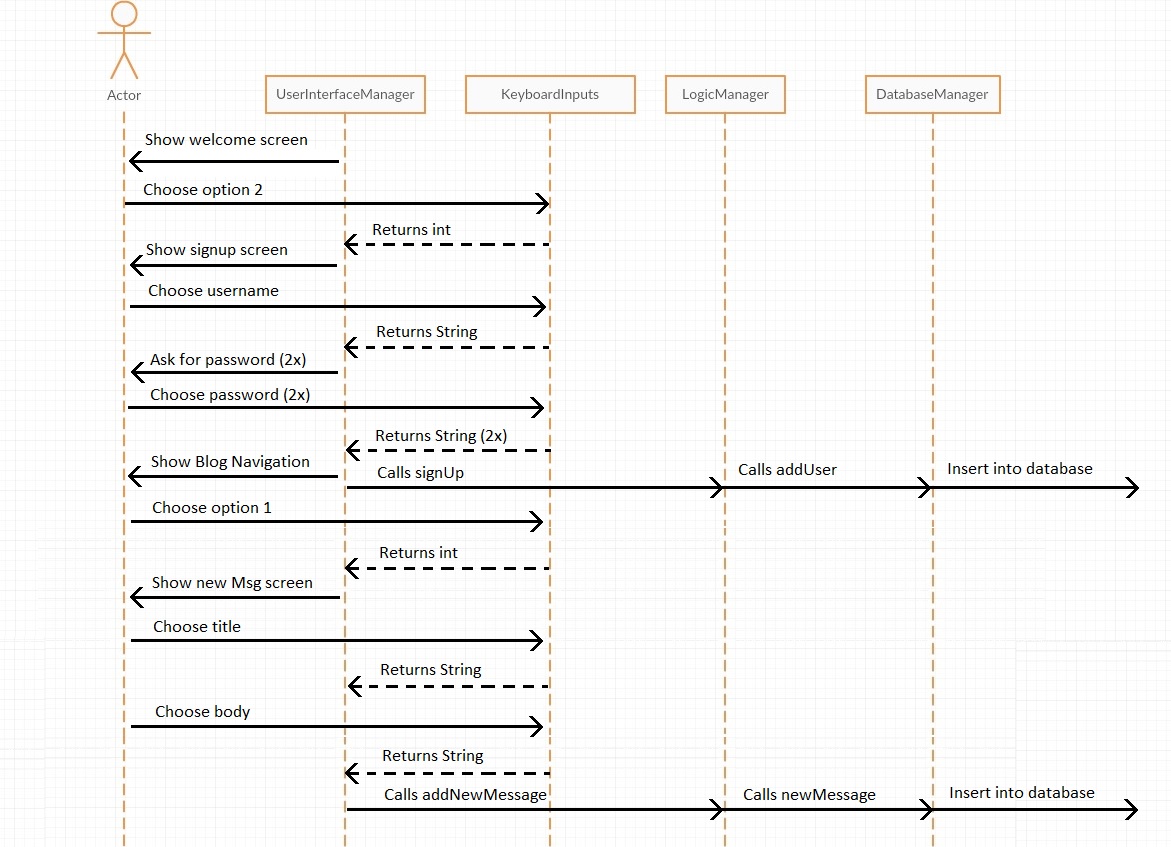 Actor
UserInterfaceManager
KeyboardInputs
LogicManager
DatabaseManager
Show welcome screen
Choose option 2
Returns int
Show signup screen
Choose username
Returns String
Ask for password (2x)
Choose password (2x)
Returns String (2x)
Show Blog Navigation
Calls signUp
Calls addUser
Insert into database
Choose option 1
Returns int
Show new Msg screen
Choose title
Returns String
Choose body
Returns String
Calls addNewMessage
Calls newMessage
Insert into database